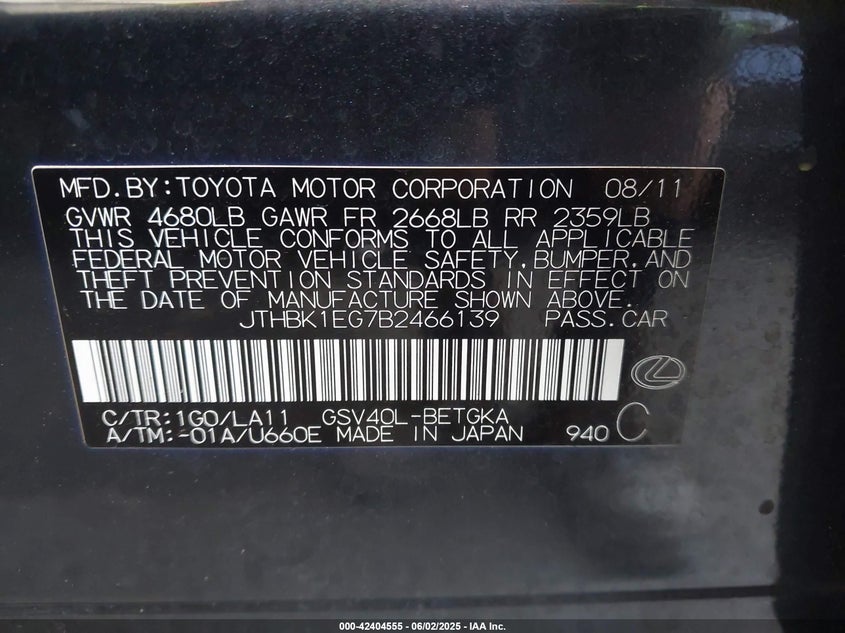 MFD.BY:TOYOTA MOTOR CORPORATION 08/11
GVWR 4680LB GAWR FR 2668LB RR 2359LB
THIS VEHICLE CONFORMS TO ALL APPLICABLE
FEDERAL MOTOR VEHICLE SAFETY,BUMPER,AND
THEFT PREVENTION STANDARDS IN EFFECT ON
THE DATE OF MANUFACTURE SHOWN ABOVE.
JTHBK1EG7B2466139 PASS.CAR
C/TR:1G0/LA11 GSV40L-BETGKA
A/TM:-01A/U660E MADE IN JAPAN 940 C
000-42404555 - 06/02/2025 - IAA Inc.